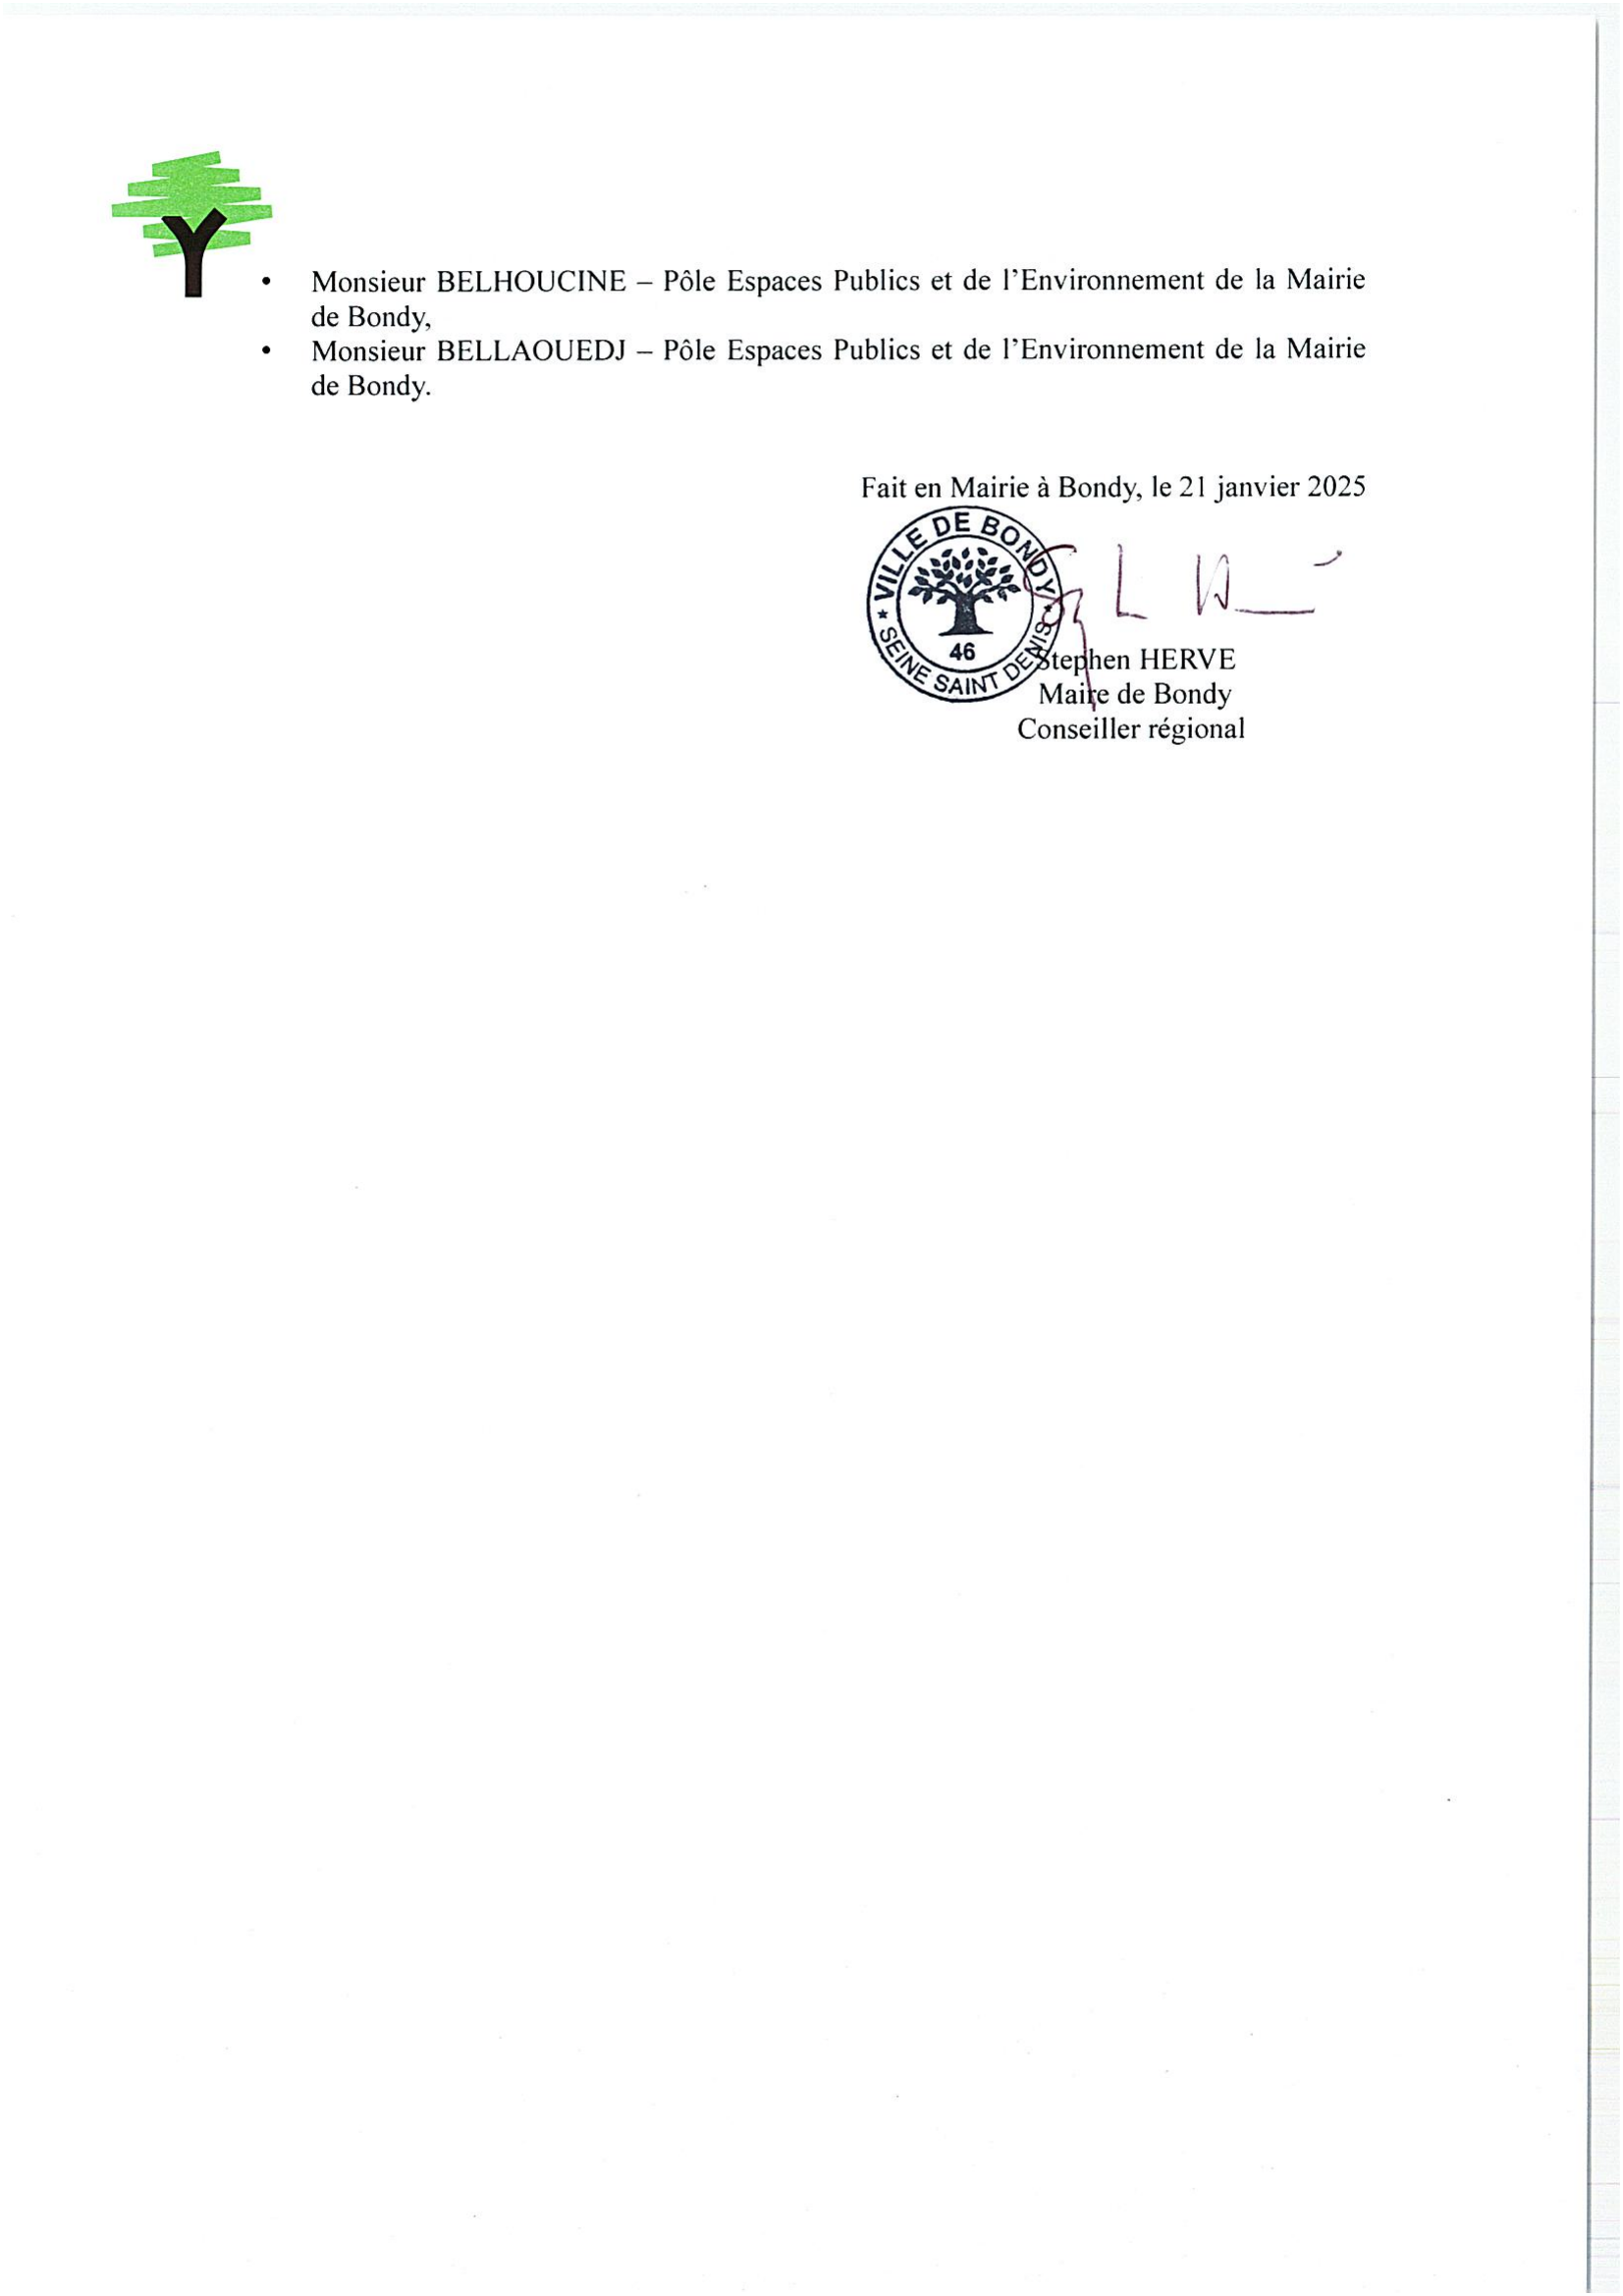 • Monsieur BELHOUCINE – Pôle Espaces Publics et de l’Environnement de la Mairie
de Bondy,
• Monsieur BELLAOUEDJ – Pôle Espaces Publics et de l’Environnement de la Mairie
de Bondy.
Fait en Mairie à Bondy, le 21 janvier 2025
★ VILLE DE BONDY ★
46
SEINE SAINT DENIS
Stephen HERVE
Maire de Bondy
Conseiller régional